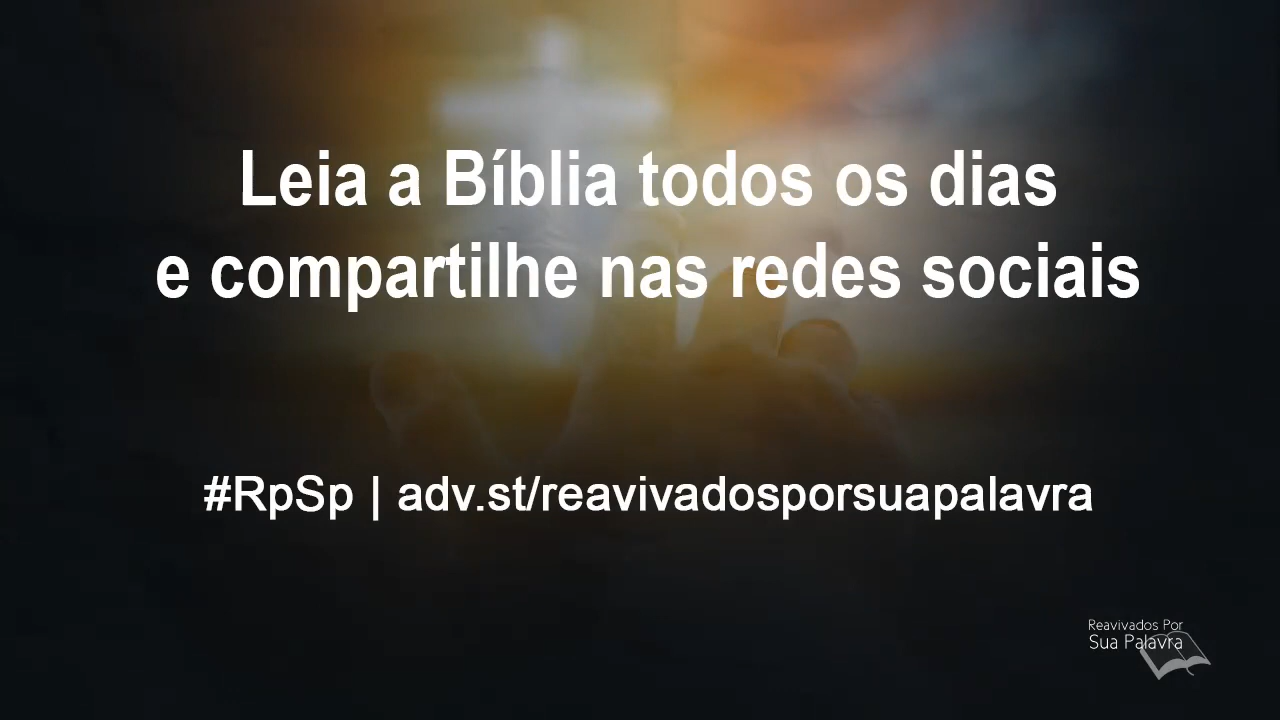 Leia a Bíblia todos os dias
e compartilhe nas redes sociais
#RpSp | adv.st/reavivadosporsuapalavra
Reavivados Por
Sua Palavra